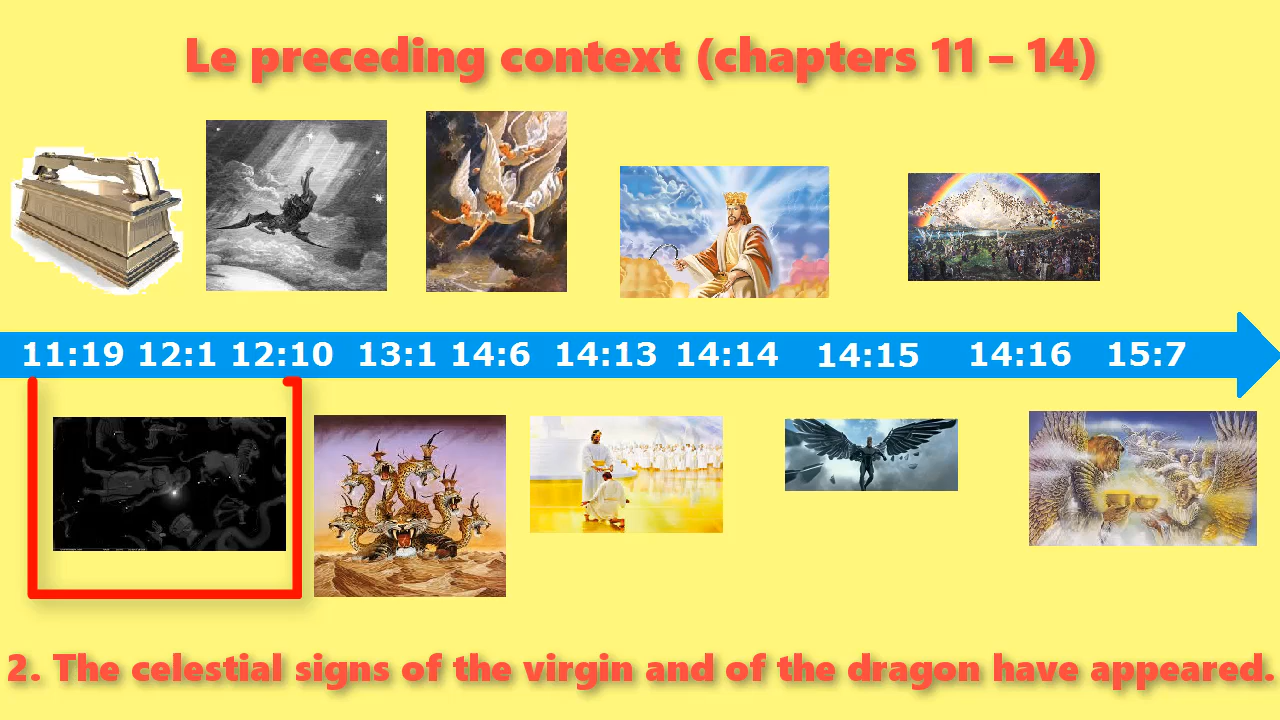 Le preceding context (chapters 11 – 14)
11:19 12:1 12:10 13:1 14:6 14:13 14:14 14:15 14:16 15:7
2. The celestial signs of the virgin and of the dragon have appeared.